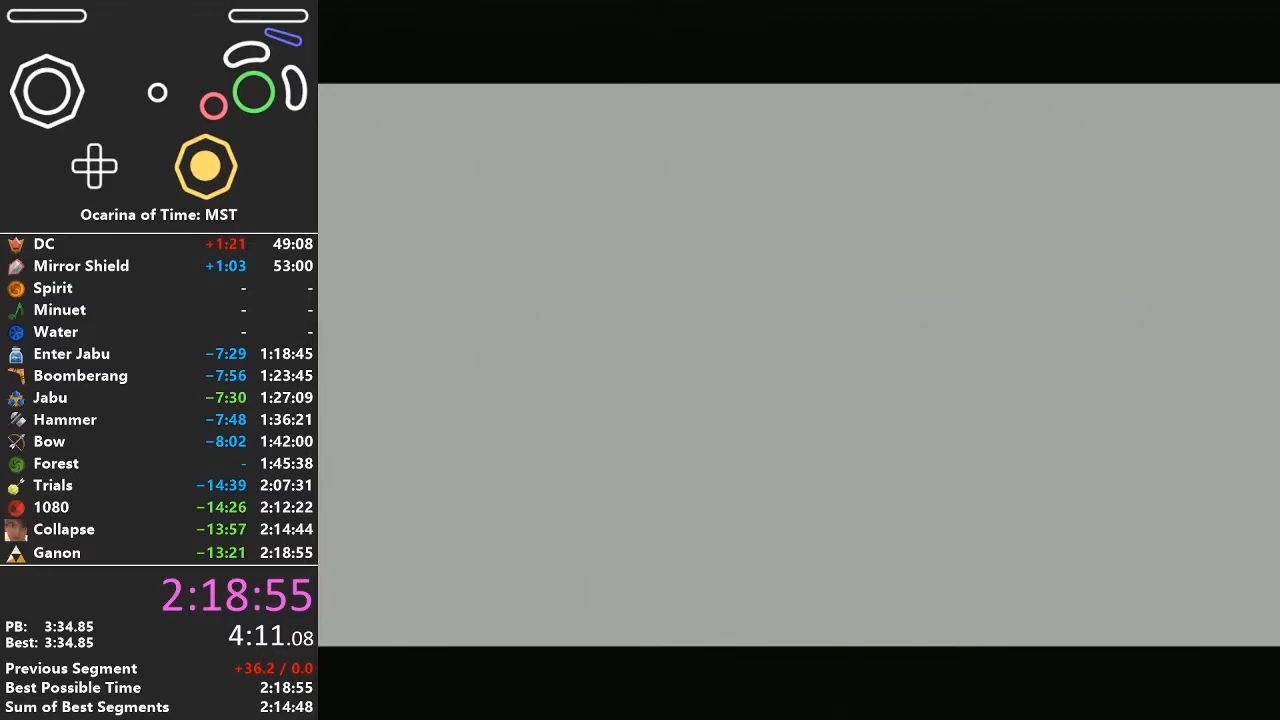 Ocarina of Time: MST
DC +1:21 49:08
Mirror Shield +1:03 53:00
Spirit - -
Minuet - -
Water - -
Enter Jabu −7:29 1:18:45
Boomberang −7:56 1:23:45
Jabu −7:30 1:27:09
Hammer −7:48 1:36:21
Bow −8:02 1:42:00
Forest - 1:45:38
Trials −14:39 2:07:31
1080 −14:26 2:12:22
Collapse −13:57 2:14:44
Ganon −13:21 2:18:55
2:18:55
PB: 3:34.85
Best: 3:34.85
4:11.08
Previous Segment +36.2 / 0.0
Best Possible Time 2:18:55
Sum of Best Segments 2:14:48